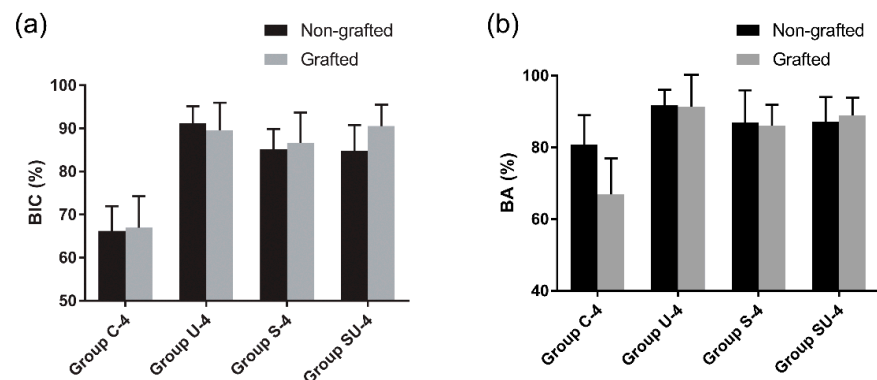 (a)
Non-grafted
Grafted
BIC (%)
100
90
80
70
60
50
Group C-4
Group U-4
Group S-4
Group SU-4
(b)
Non-grafted
Grafted
BA (%)
100
80
60
40
Group C-4
Group U-4
Group S-4
Group SU-4